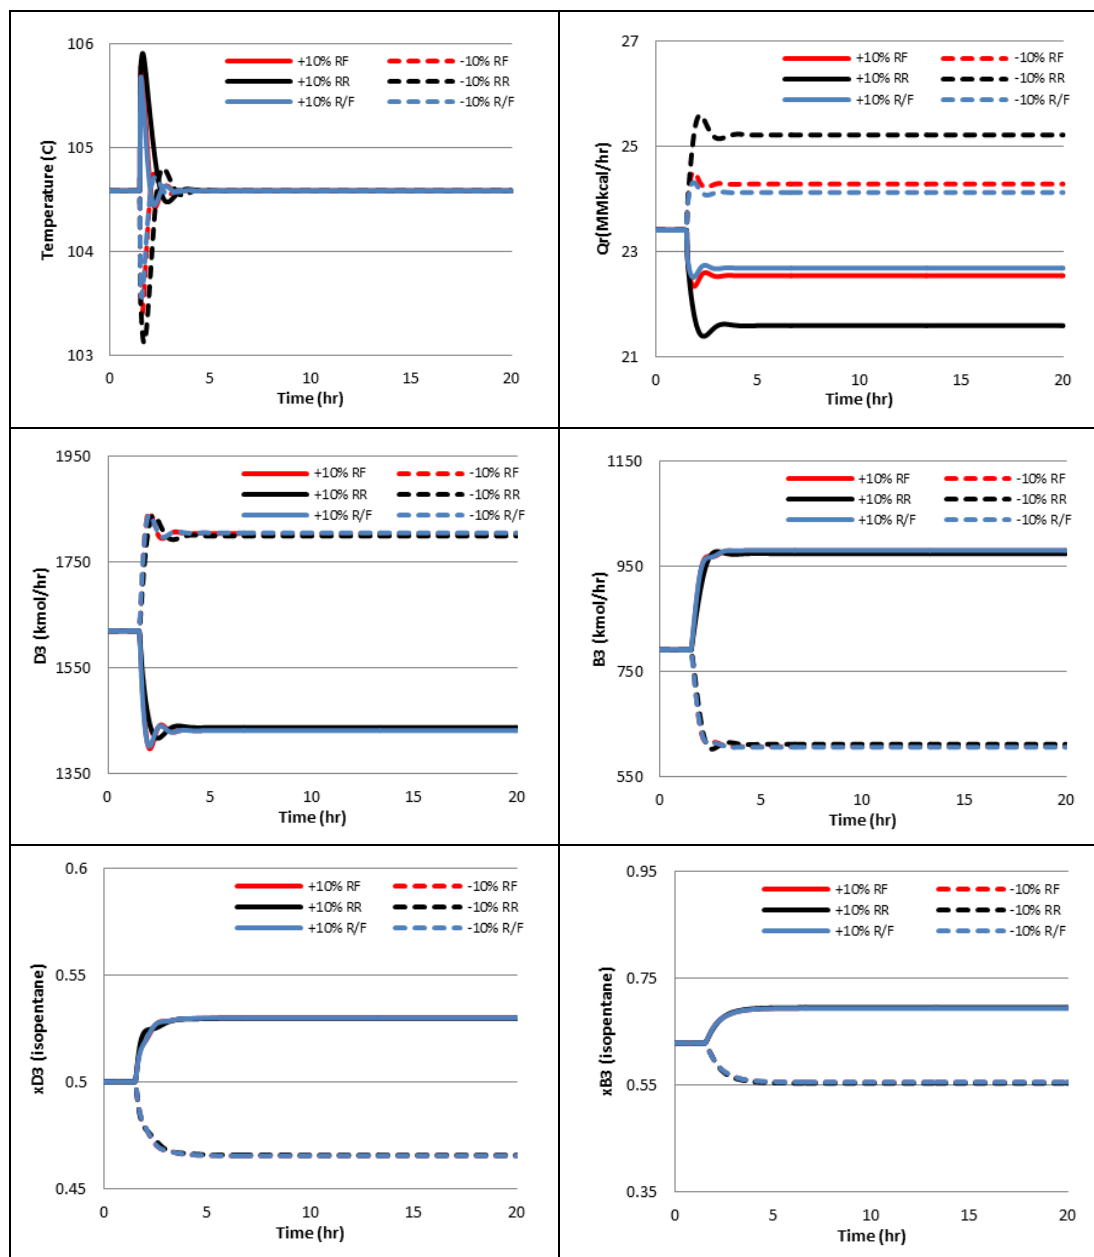 106
105
104
103
Temperature (C)
+10% RF -10% RF
+10% RR -10% RR
+10% R/F -10% R/F
0 5 10 15 20
Time (hr)
27
25
23
21
Qr(MMkcal/hr)
+10% RF -10% RF
+10% RR -10% RR
+10% R/F -10% R/F
0 5 10 15 20
Time (hr)
1950
1750
1550
1350
D3 (kmol/hr)
+10% RF -10% RF
+10% RR -10% RR
+10% R/F -10% R/F
0 5 10 15 20
Time (hr)
1150
950
750
550
B3 (kmol/hr)
+10% RF -10% RF
+10% RR -10% RR
+10% R/F -10% R/F
0 5 10 15 20
Time (hr)
0.6
0.55
0.5
0.45
xD3 (isopentane)
+10% RF -10% RF
+10% RR -10% RR
+10% R/F -10% R/F
0 5 10 15 20
Time (hr)
0.95
0.75
0.55
0.35
xB3 (isopentane)
+10% RF -10% RF
+10% RR -10% RR
+10% R/F -10% R/F
0 5 10 15 20
Time (hr)